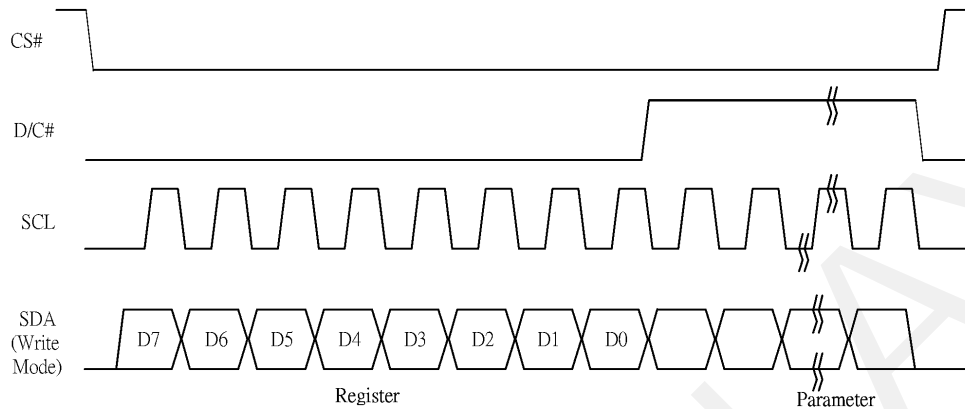 CS#
D/C#
SCL
SDA
(Write
Mode)
D7 D6 D5 D4 D3 D2 D1 D0
Register Parameter